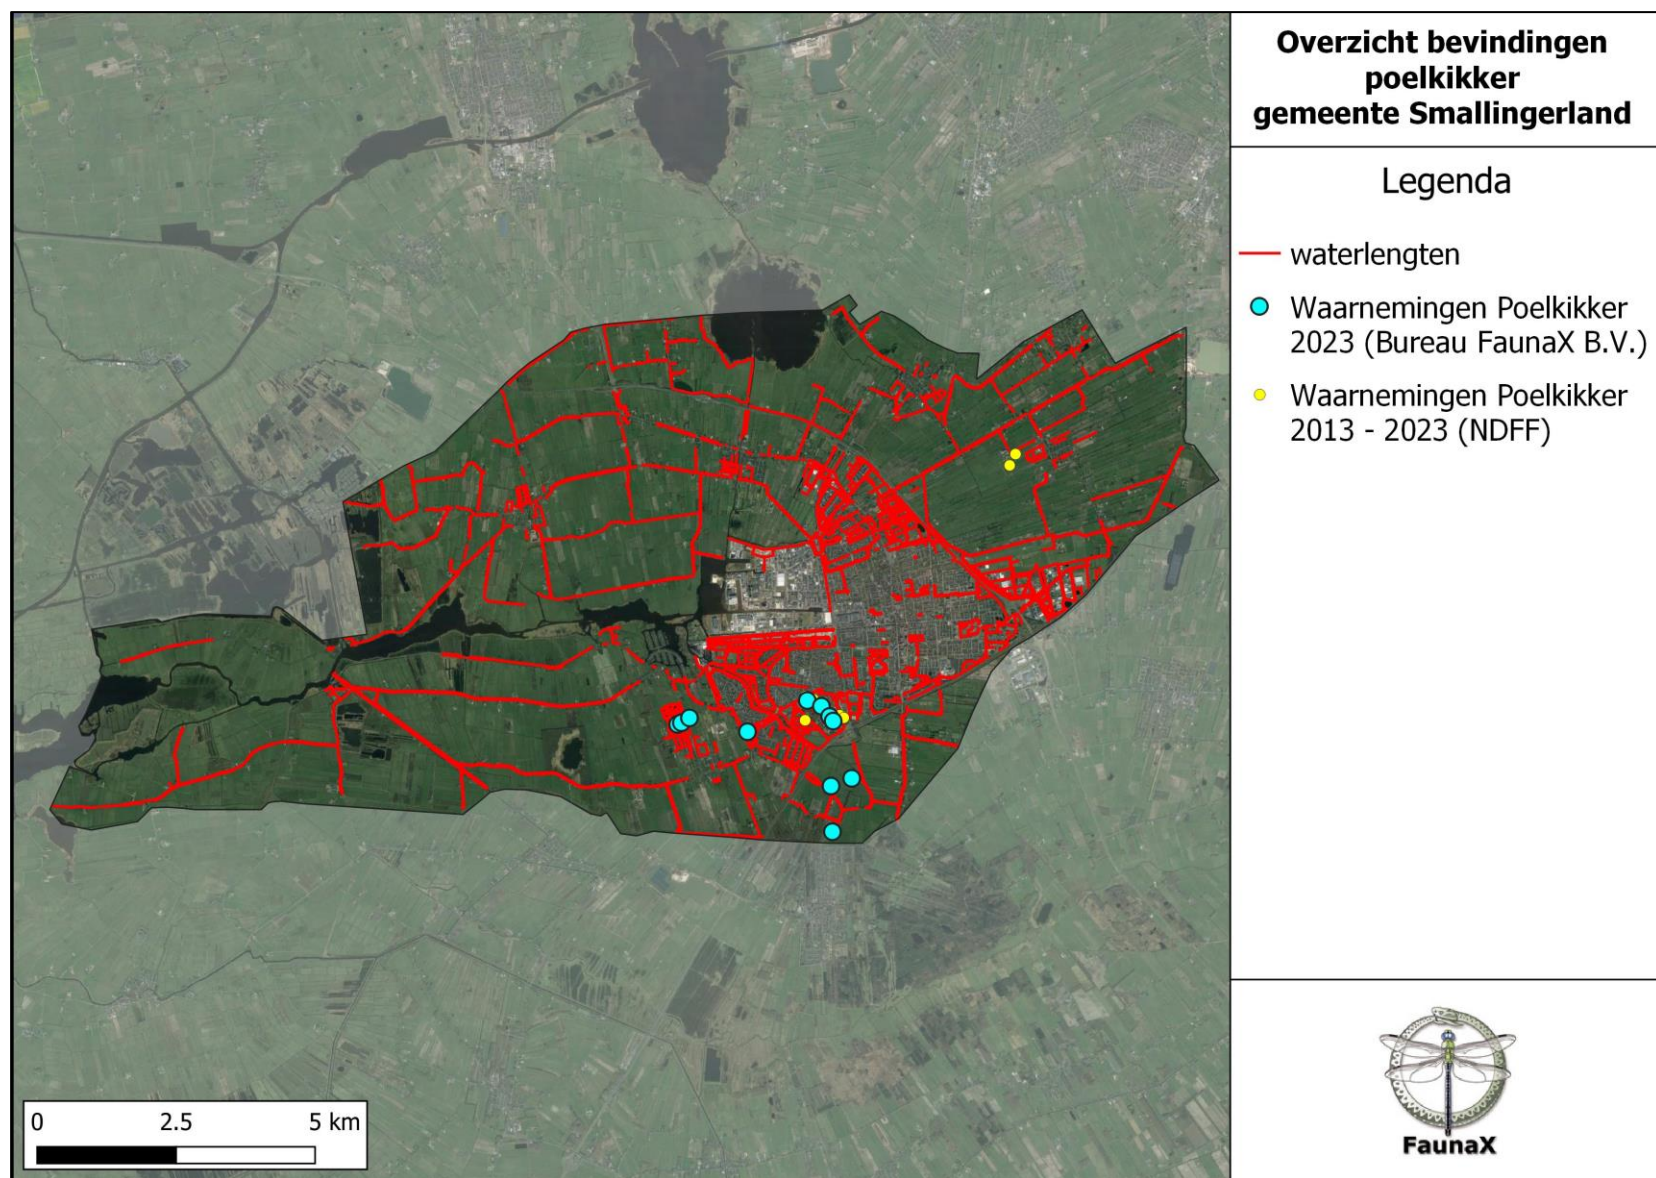 Overzicht bevindingen
poelkikker
gemeente Smallingerland
Legenda
waterlengten
Waarnemingen Poelkikker
2023 (Bureau FaunaX B.V.)
Waarnemingen Poelkikker
2013 - 2023 (NDFF)
0 2.5 5 km
FaunaX